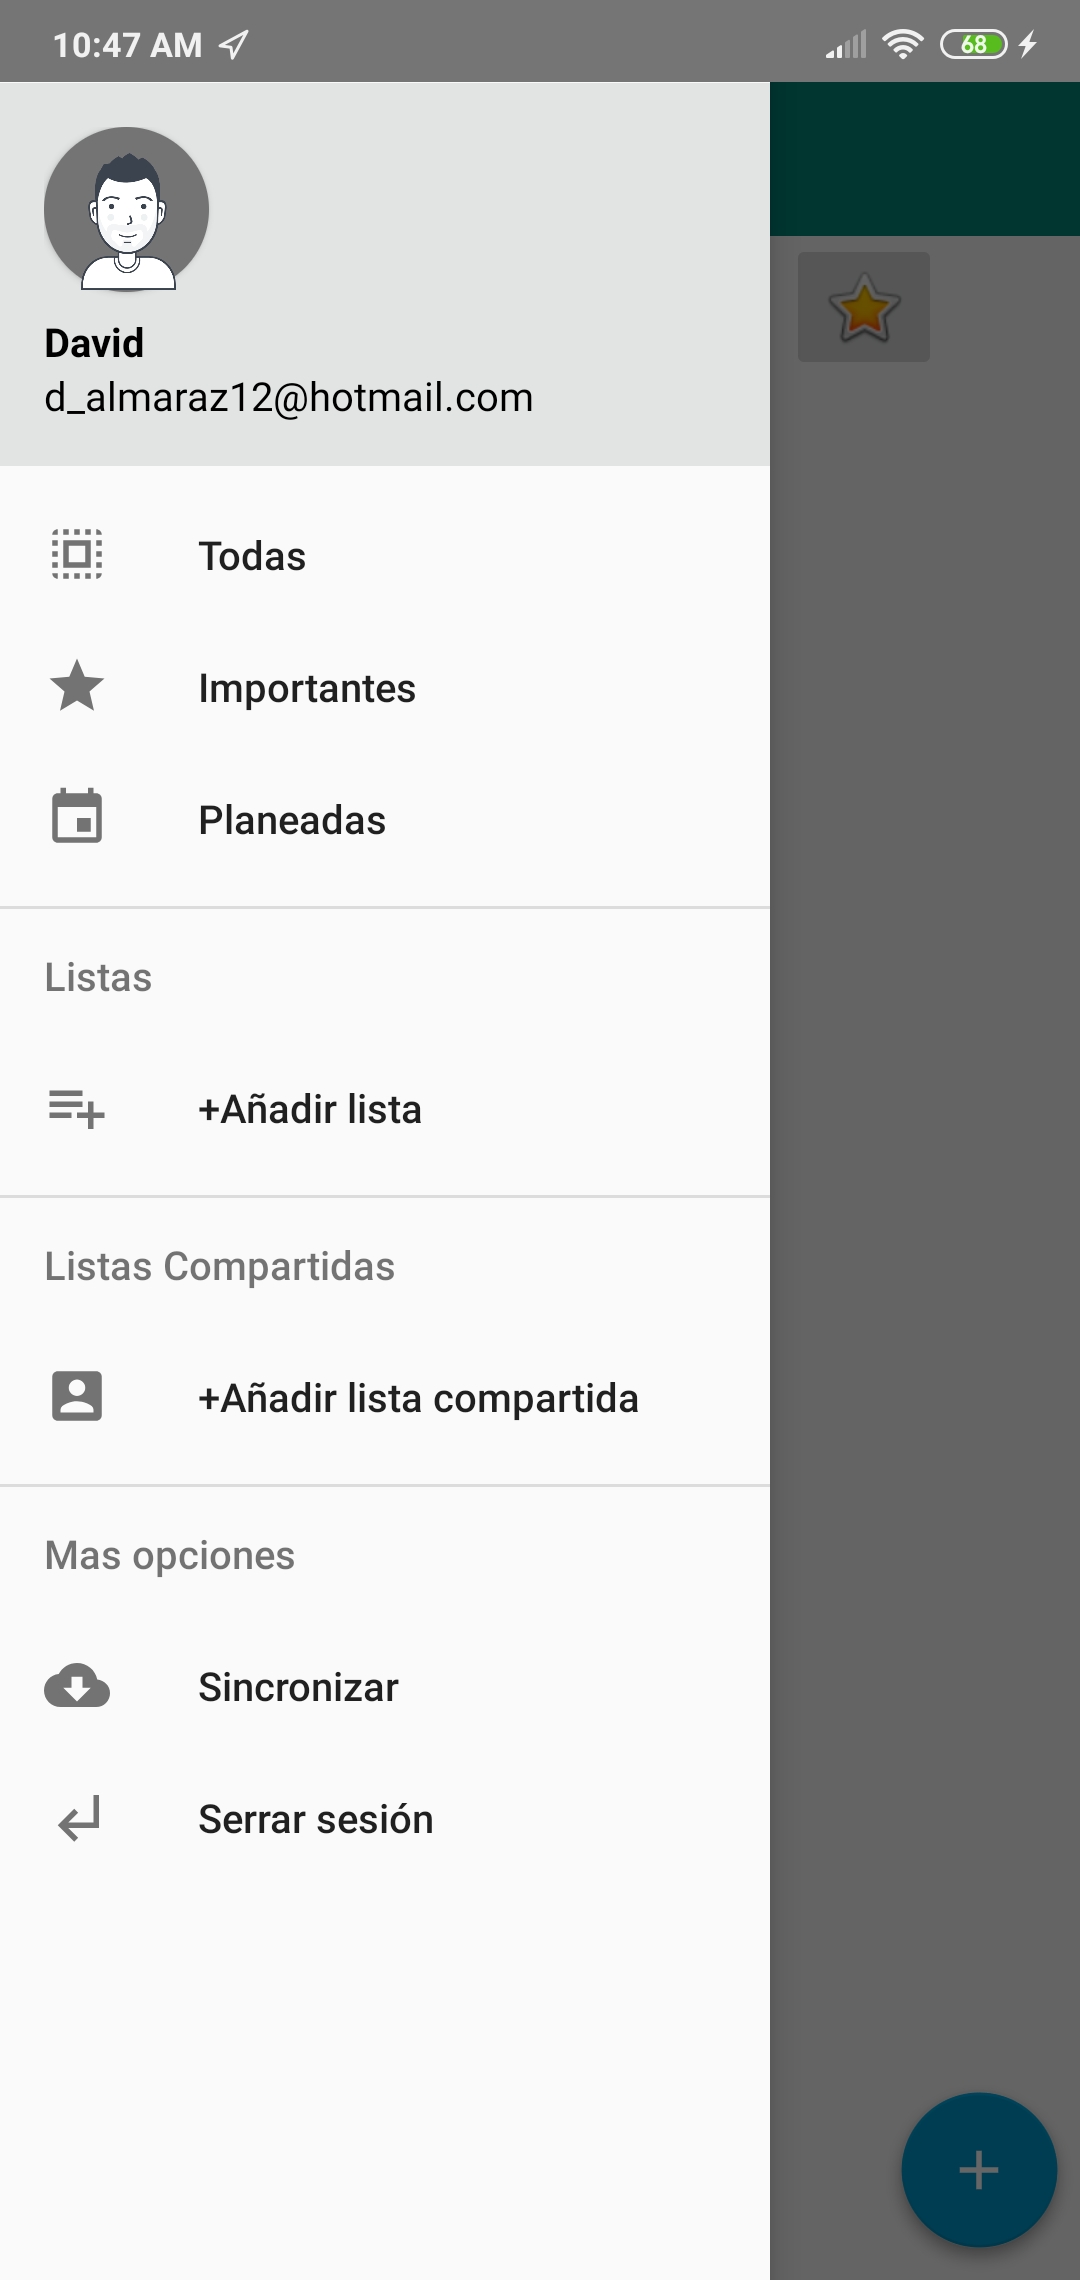 10:47 AM
68
David
d_almaraz12@hotmail.com
Todas
Importantes
Planeadas
Listas
+Añadir lista
Listas Compartidas
+Añadir lista compartida
Mas opciones
Sincronizar
Serrar sesión